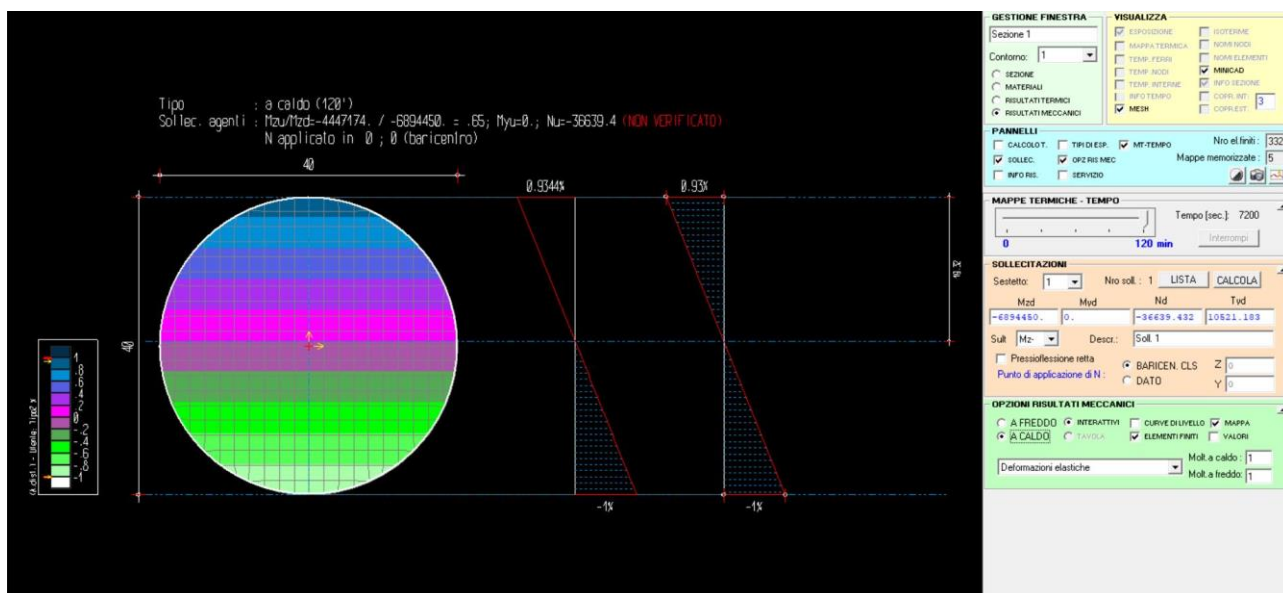 Tipo : a caldo (120')
Sollec. agenti : Mzu/Mzd=-4447174. / -6894450. = .65; Myu=0.; Nu=-36639.4 (NON VERIFICATO)
N applicato in 0 ; 0 (baricentro)
40
0.9344%
0.93%
40
-1%
-1%
1
.8
.6
.4
.2
0
-.2
-.4
-.6
-.8
-1
GESTIONE FINESTRA
Sezione 1
Contorno: 1
SEZIONE
MATERIALI
RISULTATI TERMICI
RISULTATI MECCANICI
VISUALIZZA
ESPOSIZIONE
ISOTERME
MAPPA TERMICA
NOMI NODI
TEMP. FERRI
NOMI ELEMENTI
TEMP. NODI
MINICAD
TEMP. INTERNE
INFO SEZIONE
INFO TEMPO
COPR. INT: 3
MESH
COPR.EST.
PANNELLI
CALCOLO T.
TIPI DI ESP.
MT-TEMPO
Nro el.finiti : 332
SOLLEC.
OPZ RIS MEC
Mappe memorizzate : 5
INFO RIS.
SERVIZIO
MAPPE TERMICHE - TEMPO
Tempo [sec.]: 7200
0
120 min
Interrompi
SOLLECITAZIONI
Sestetto: 1
Nro soll. : 1
LISTA
CALCOLA
Mzd
Myd
Nd
Tyd
-6894450.
0.
-36639.432
10521.183
Sult Mz-
Descr.: Soll. 1
Pressioflessione retta
Punto di applicazione di N :
BARICEN. CLS
Z 0
DATO
Y 0
OPZIONI RISULTATI MECCANICI
A FREDDO
INTERATTIVI
CURVE DI LIVELLO
MAPPA
A CALDO
TAVOLA
ELEMENTI FINITI
VALORI
Deformazioni elastiche
Molt.a caldo : 1
Molt.a freddo: 1